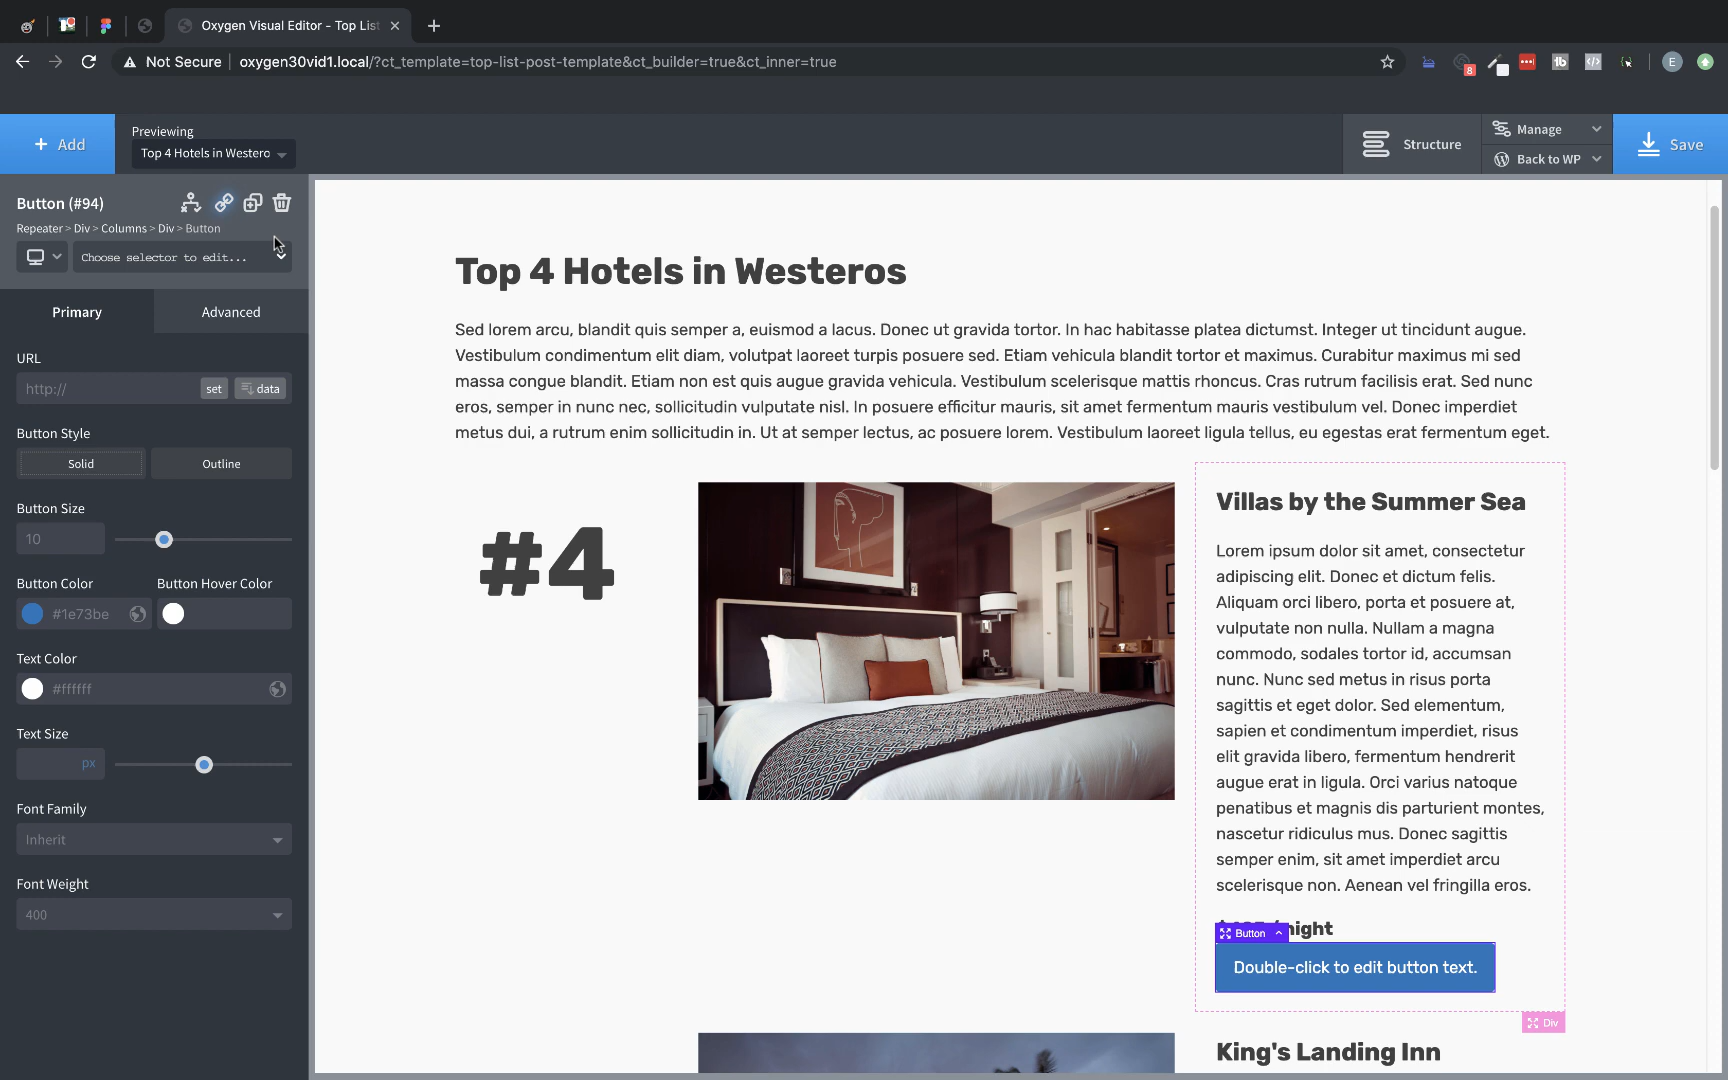 Oxygen Visual Editor - Top List
Not Secure
oxygen30vid1.local/?ct_template=top-list-post-template&ct_builder=true&ct_inner=true
8
E
+ Add
Previewing
Top 4 Hotels in Westero
Structure
Manage
Back to WP
Save
Button (#94)
Repeater > Div > Columns > Div > Button
Choose selector to edit...
Primary
Advanced
URL
http://
set
data
Button Style
Solid
Outline
Button Size
10
Button Color
Button Hover Color
#1e73be
Text Color
#ffffff
Text Size
px
Font Family
Inherit
Font Weight
400
Top 4 Hotels in Westeros
Sed lorem arcu, blandit quis semper a, euismod a lacus. Donec ut gravida tortor. In hac habitasse platea dictumst. Integer ut tincidunt augue.
Vestibulum condimentum elit diam, volutpat laoreet turpis posuere sed. Etiam vehicula blandit tortor et maximus. Curabitur maximus mi sed
massa congue blandit. Etiam non est quis augue gravida vehicula. Vestibulum scelerisque mattis rhoncus. Cras rutrum facilisis erat. Sed nunc
eros, semper in nunc nec, sollicitudin vulputate nisl. In posuere efficitur mauris, sit amet fermentum mauris vestibulum vel. Donec imperdiet
metus dui, a rutrum enim sollicitudin in. Ut at semper lectus, ac posuere lorem. Vestibulum laoreet ligula tellus, eu egestas erat fermentum eget.
#4
Villas by the Summer Sea
Lorem ipsum dolor sit amet, consectetur
adipiscing elit. Donec et dictum felis.
Aliquam orci libero, porta et posuere at,
vulputate non nulla. Nullam a magna
commodo, sodales tortor id, accumsan
nunc. Nunc sed metus in risus porta
sagittis et eget dolor. Sed elementum,
sapien et condimentum imperdiet, risus
elit gravida libero, fermentum hendrerit
augue erat in ligula. Orci varius natoque
penatibus et magnis dis parturient montes,
nascetur ridiculus mus. Donec sagittis
semper enim, sit amet imperdiet arcu
scelerisque non. Aenean vel fringilla eros.
night
Button
Double-click to edit button text.
Div
King's Landing Inn